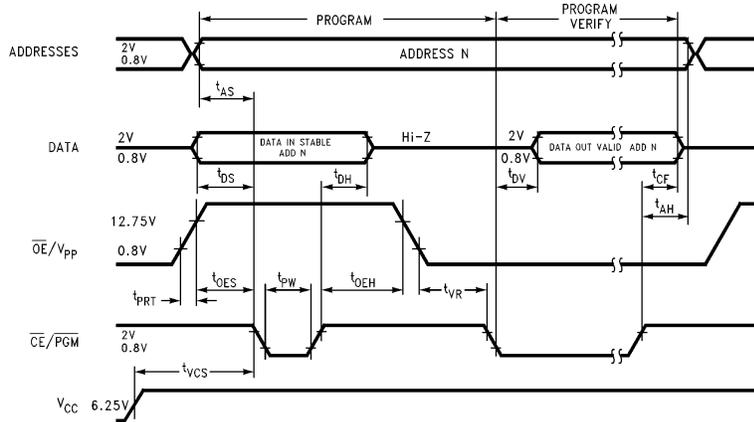 PROGRAM
PROGRAM
VERIFY
ADDRESSES
2V
0.8V
ADDRESS N
tAS
DATA
2V
0.8V
DATA IN STABLE
ADD N
Hi-Z
2V
0.8V
DATA OUT VALID ADD N
tDS
tDH
tDV
tCF
tAH
OE/VPP
12.75V
0.8V
tPRT
tOES
tPW
tOEH
tVR
CE/PGM
2V
0.8V
tVCS
VCC
6.25V